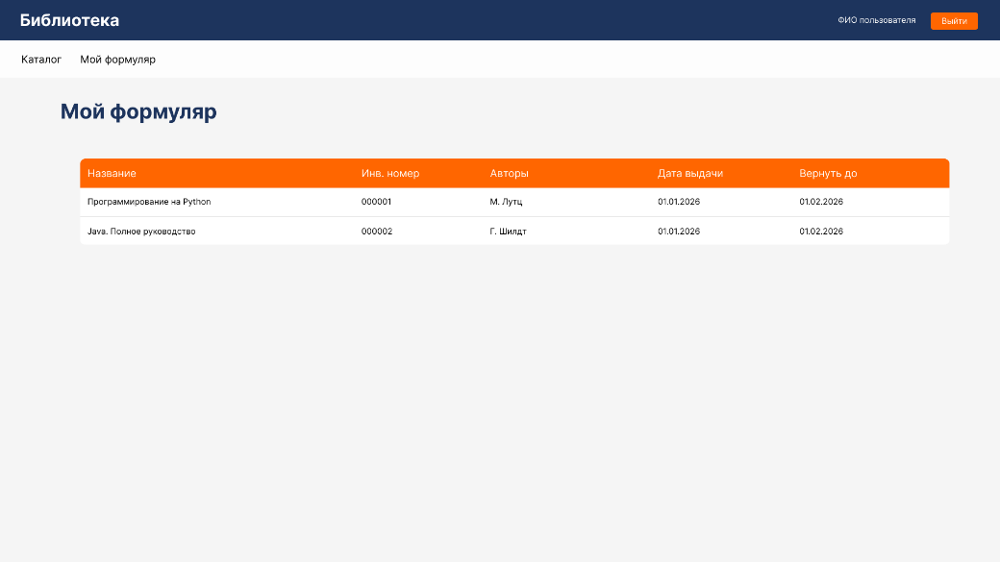 Библиотека
ФИО пользователя Выйти
Каталог Мой формуляр
Мой формуляр
Название Инв. номер Авторы Дата выдачи Вернуть до
Программирование на Python 000001 М. Лутц 01.01.2026 01.02.2026
Java. Полное руководство 000002 Г. Шилдт 01.01.2026 01.02.2026